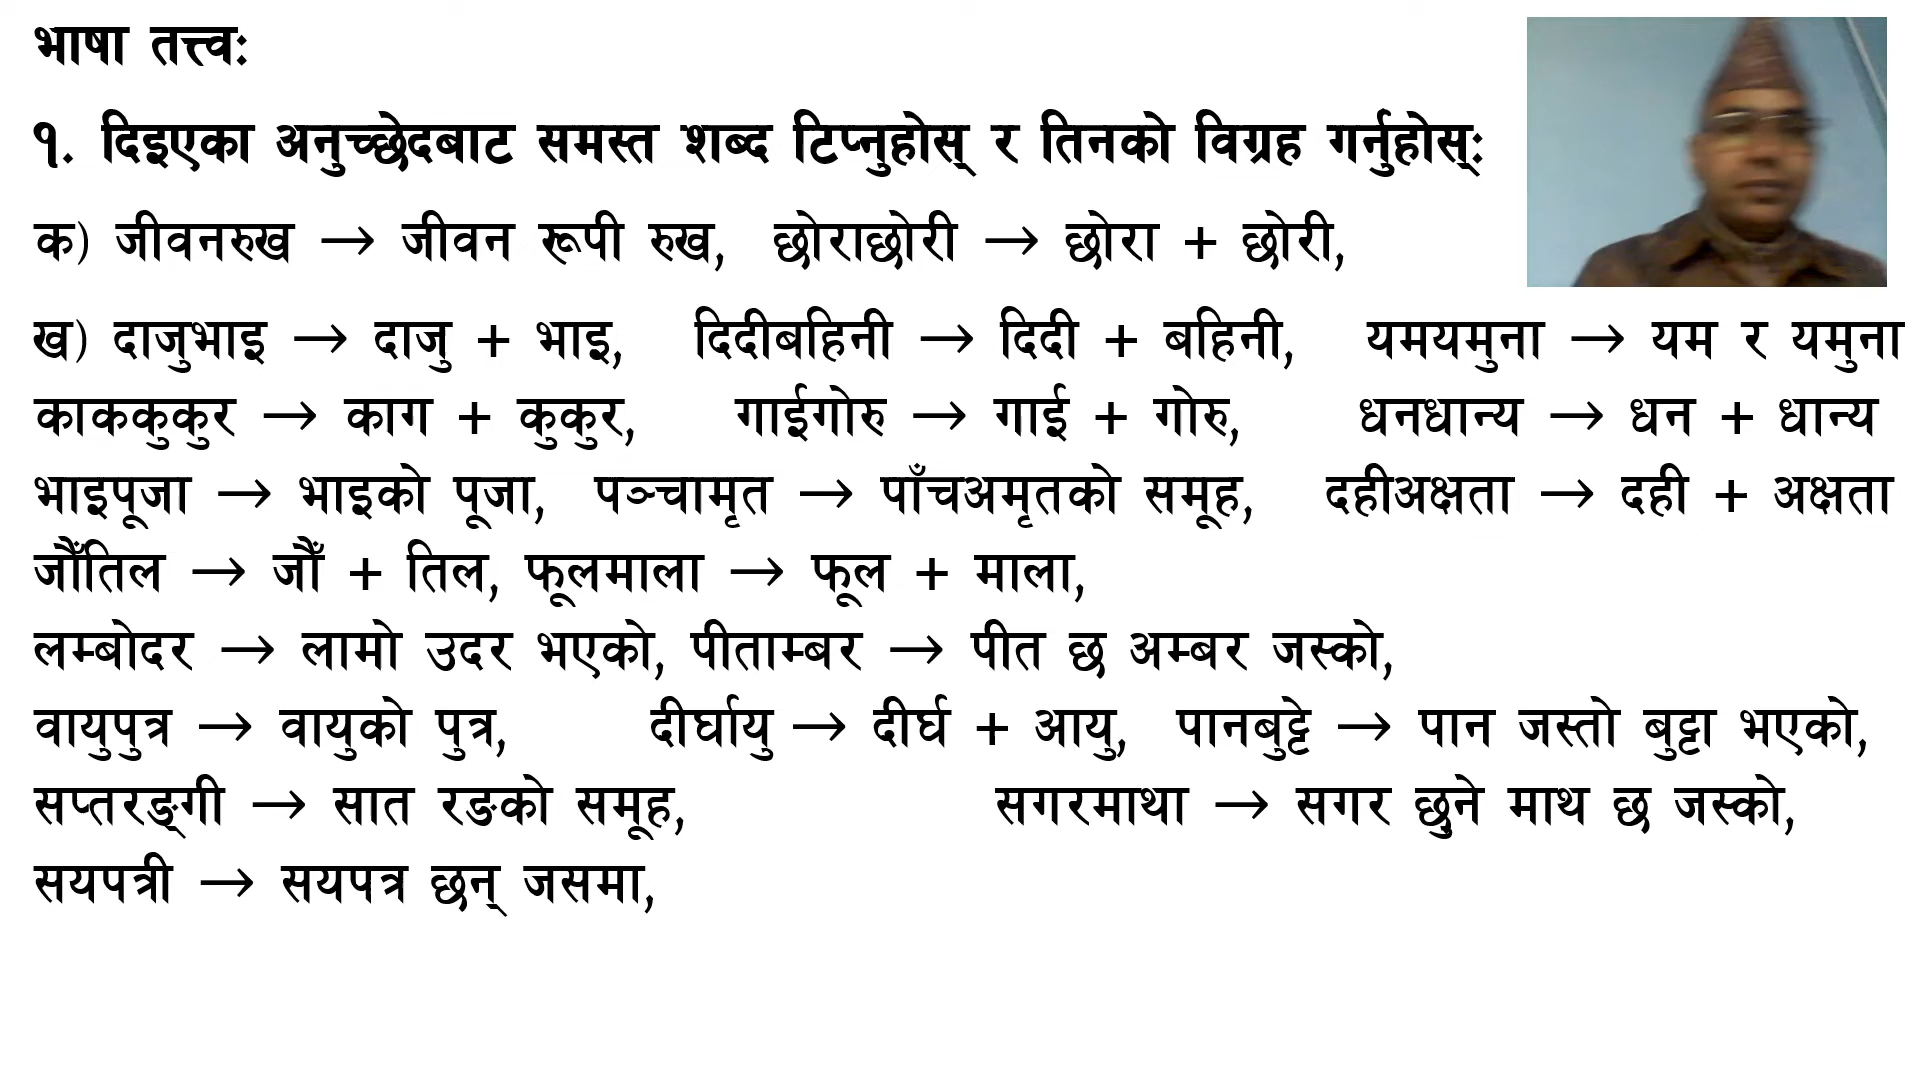 भाषा तत्त्वः
१. दिइएका अनुच्छेदबाट समस्त शब्द टिप्नुहोस् र तिनको विग्रह गर्नुहोस्ः
क) जीवनरुख → जीवन रूपी रुख, छोराछोरी → छोरा + छोरी,
ख) दाजुभाइ → दाजु + भाइ, दिदीबहिनी → दिदी + बहिनी, यमयमुना → यम र यमुना
काककुकुर → काग + कुकुर, गाईगोरु → गाई + गोरु, धनधान्य → धन + धान्य
भाइपूजा → भाइको पूजा, पञ्चामृत → पाँचअमृतको समूह, दहीअक्षता → दही + अक्षता
जौँतिल → जौँ + तिल, फूलमाला → फूल + माला,
लम्बोदर → लामो उदर भएको, पीताम्बर → पीत छ अम्बर जस्को,
वायुपुत्र → वायुको पुत्र, दीर्घायु → दीर्घ + आयु, पानबुट्टे → पान जस्तो बुट्टा भएको,
सप्तरङ्गी → सात रङको समूह, सगरमाथा → सगर छुने माथ छ जस्को,
सयपत्री → सयपत्र छन् जसमा,